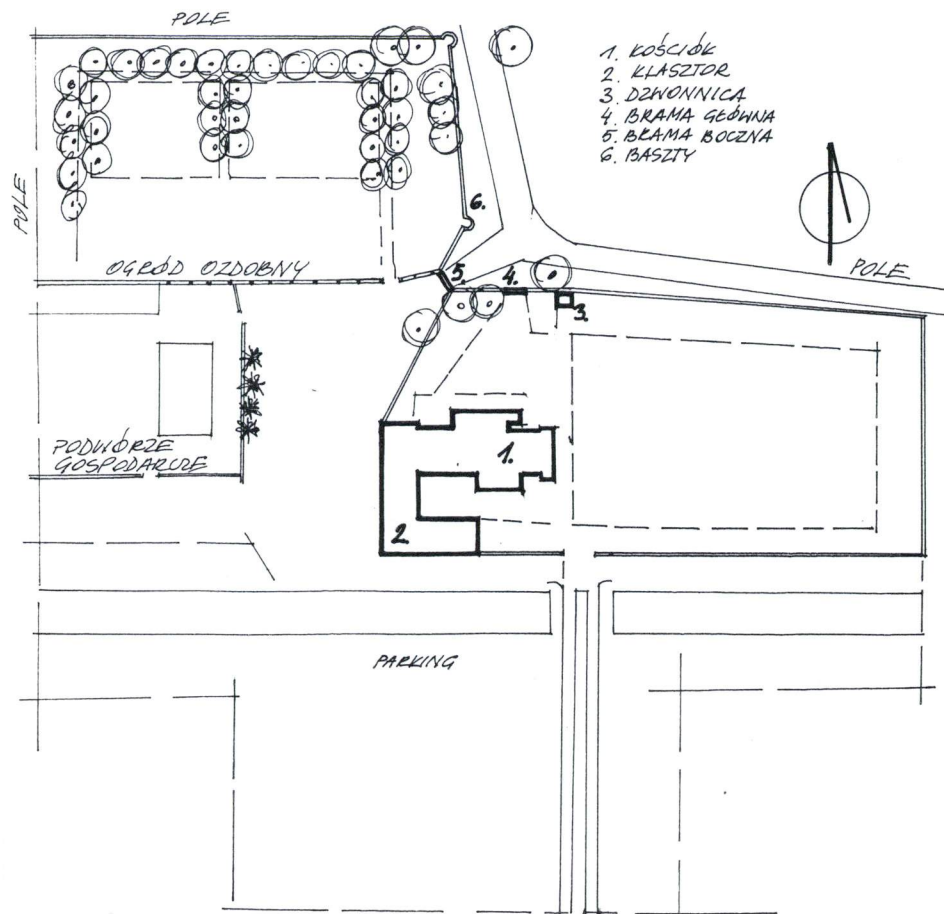 POLE
1. KOŚCIÓŁ
2. KLASZTOR
3. DZWONNICA
4. BRAMA GŁÓWNA
5. BRAMA BOCZNA
6. BASZTY
POLE
6.
OGRÓD OZDOBNY
5.
4.
3.
POLE
PODWÓRZE
GOSPODARCZE
1.
2.
PARKING